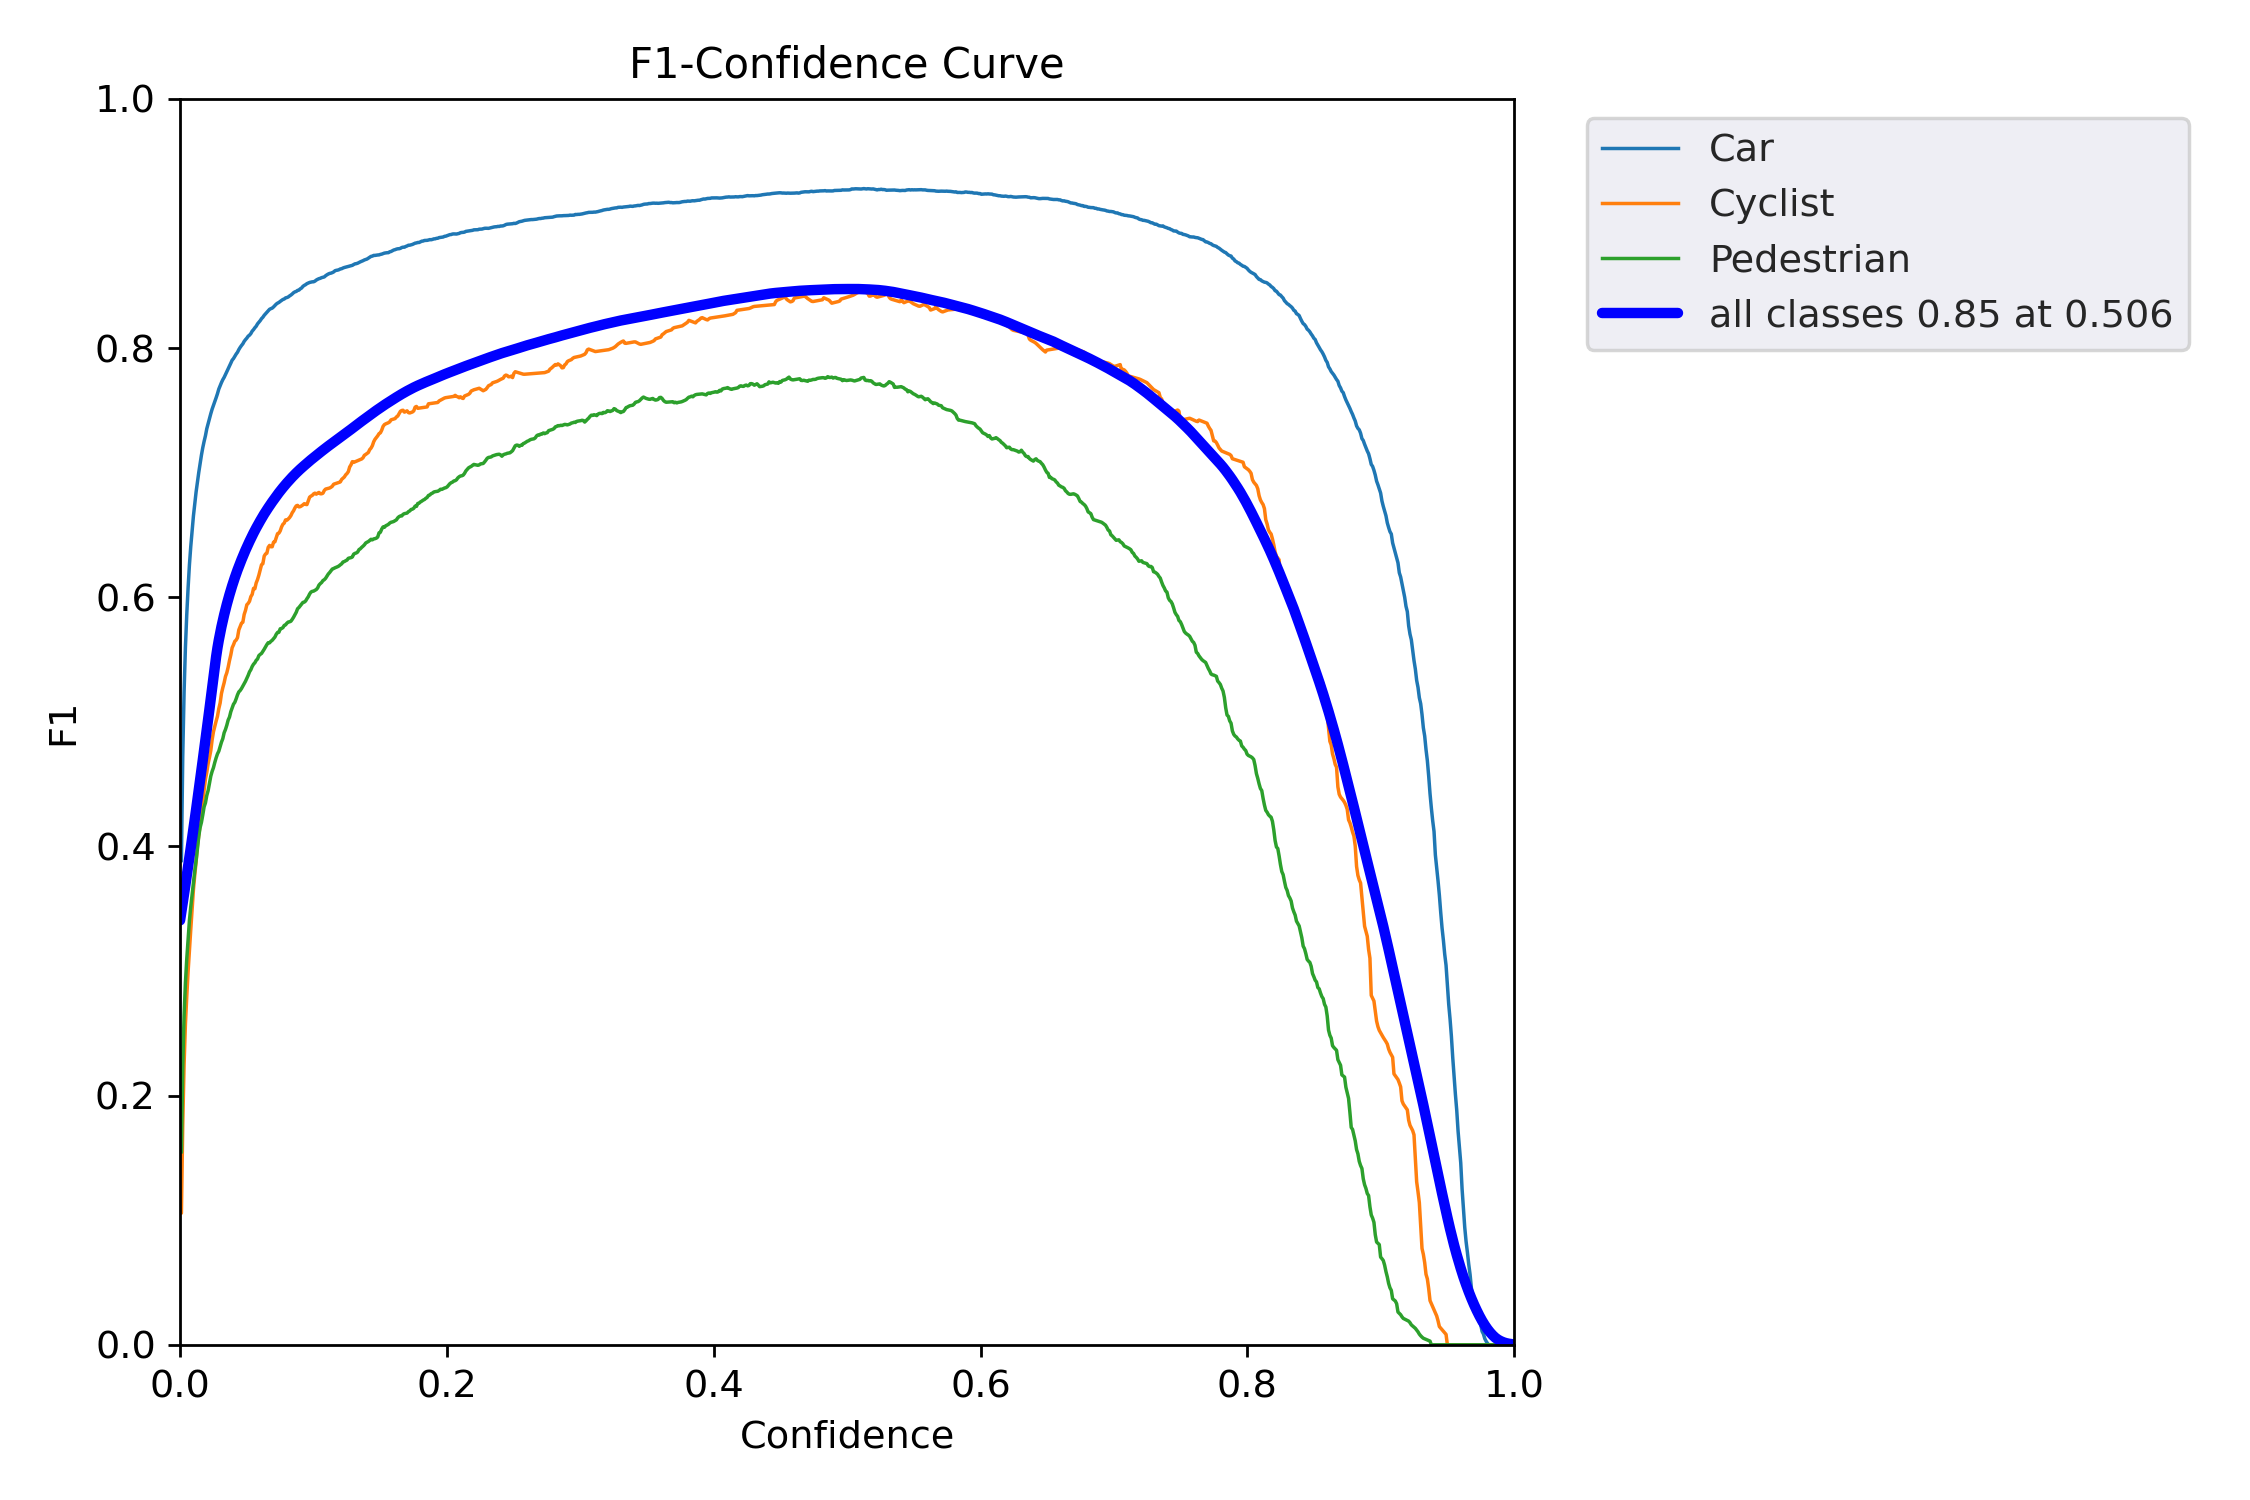 F1-Confidence Curve
1.0
0.8
0.6
0.4
0.2
0.0
F1
0.0 0.2 0.4 0.6 0.8 1.0
Confidence
Car
Cyclist
Pedestrian
all classes 0.85 at 0.506